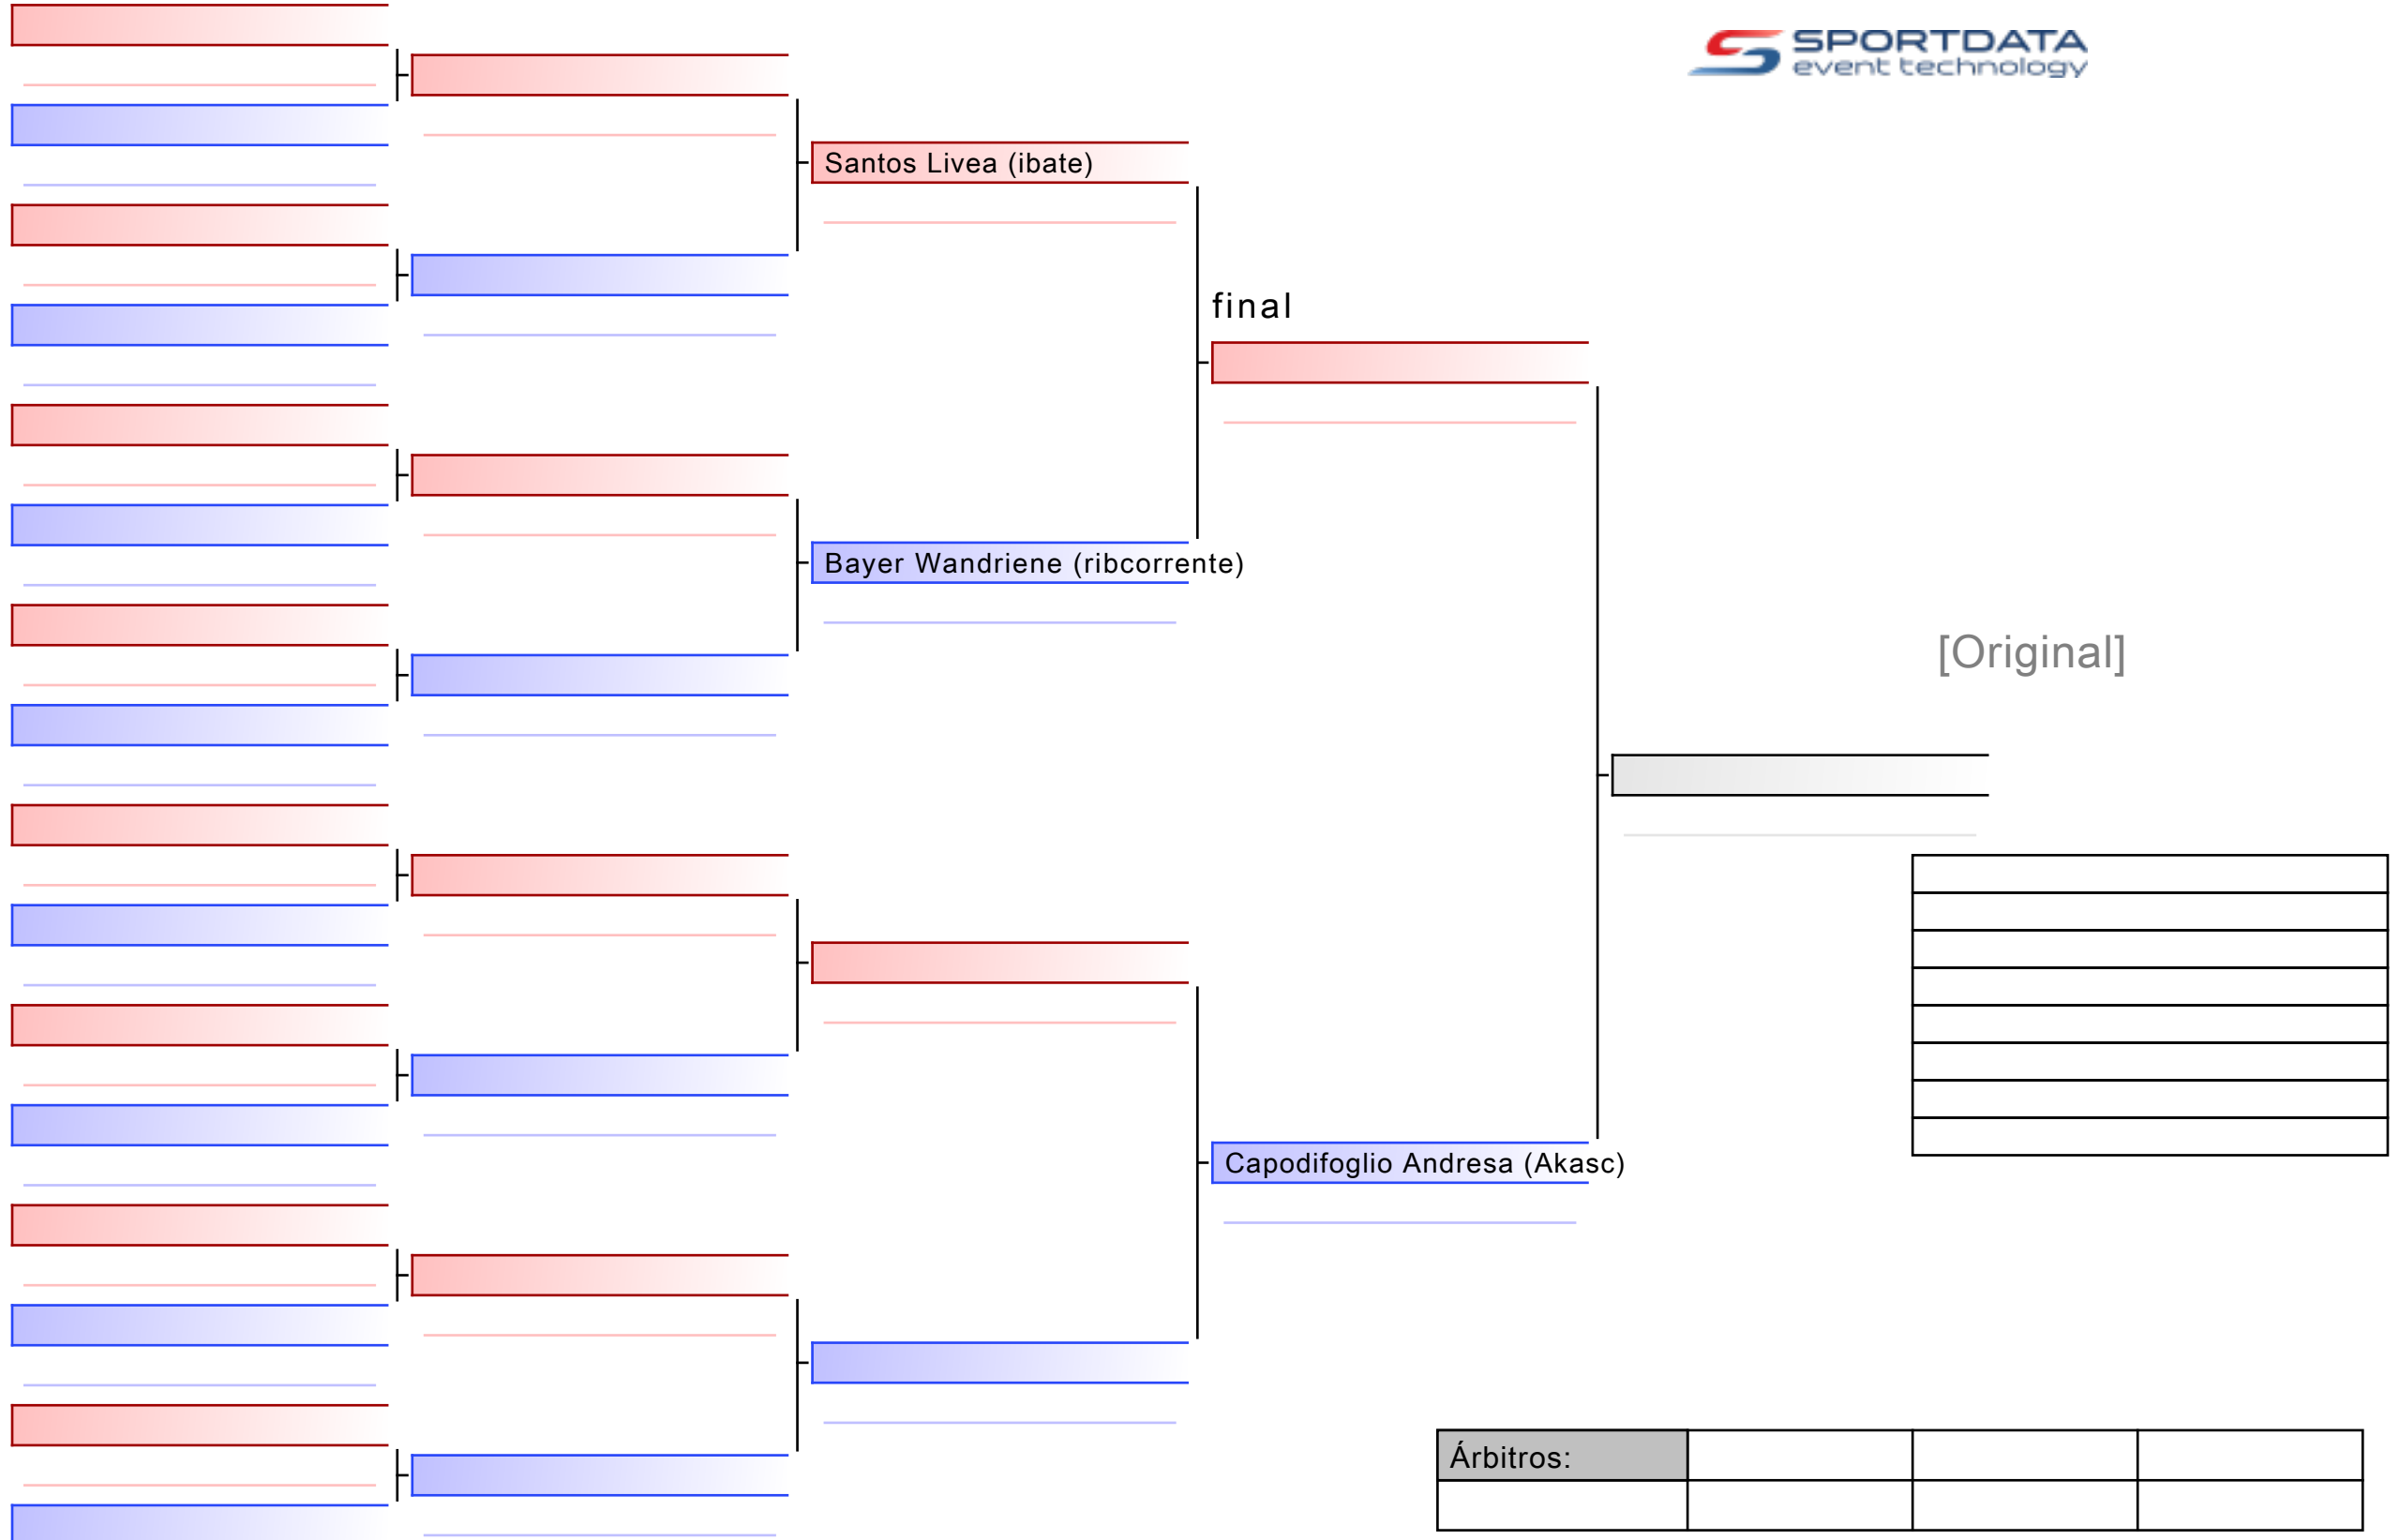 SPORTDATA
event technology
Santos Livea (ibate)
final
Bayer Wandriene (ribcorrente)
[Original]
Capodifoglio Andresa (Akasc)
Árbitros: